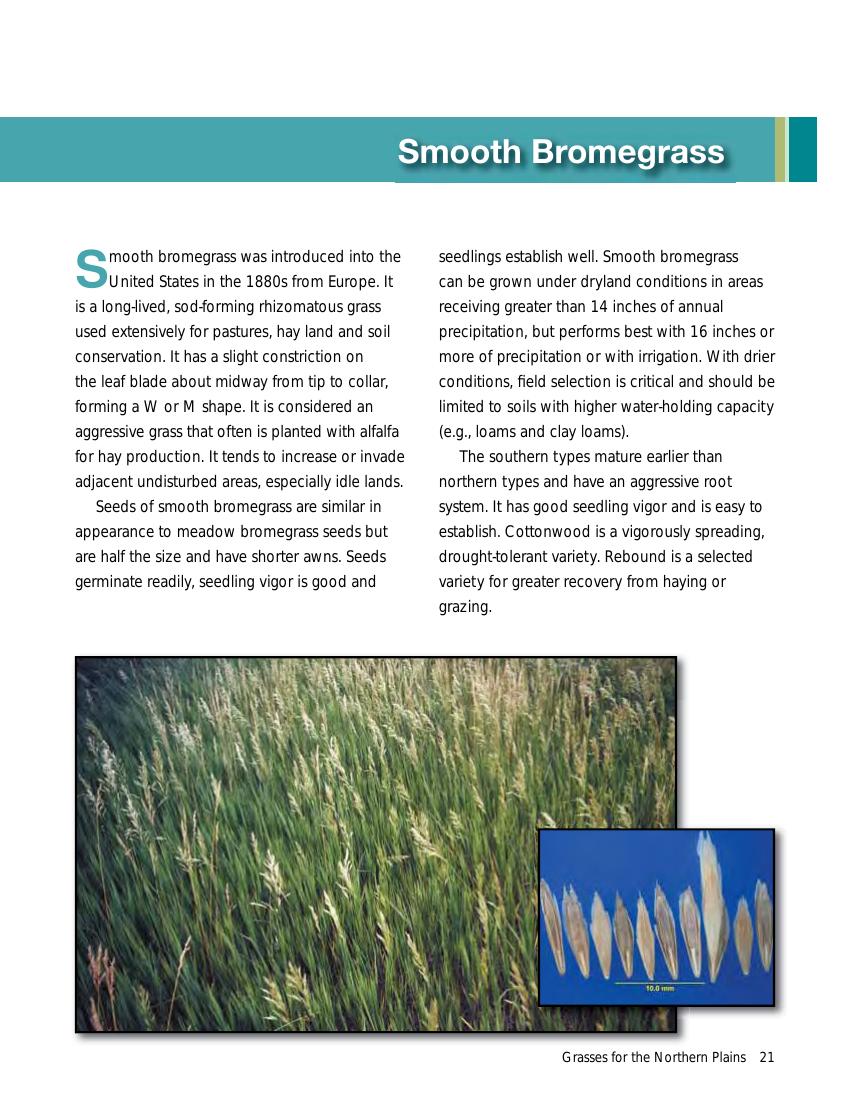 Smooth Bromegrass
Smooth bromegrass was introduced into the
United States in the 1880s from Europe. It
is a long-lived, sod-forming rhizomatous grass
used extensively for pastures, hay land and soil
conservation. It has a slight constriction on
the leaf blade about midway from tip to collar,
forming a W or M shape. It is considered an
aggressive grass that often is planted with alfalfa
for hay production. It tends to increase or invade
adjacent undisturbed areas, especially idle lands.
Seeds of smooth bromegrass are similar in
appearance to meadow bromegrass seeds but
are half the size and have shorter awns. Seeds
germinate readily, seedling vigor is good and
seedlings establish well. Smooth bromegrass
can be grown under dryland conditions in areas
receiving greater than 14 inches of annual
precipitation, but performs best with 16 inches or
more of precipitation or with irrigation. With drier
conditions, field selection is critical and should be
limited to soils with higher water-holding capacity
(e.g., loams and clay loams).
The southern types mature earlier than
northern types and have an aggressive root
system. It has good seedling vigor and is easy to
establish. Cottonwood is a vigorously spreading,
drought-tolerant variety. Rebound is a selected
variety for greater recovery from haying or
grazing.
10.0 mm
Grasses for the Northern Plains 21